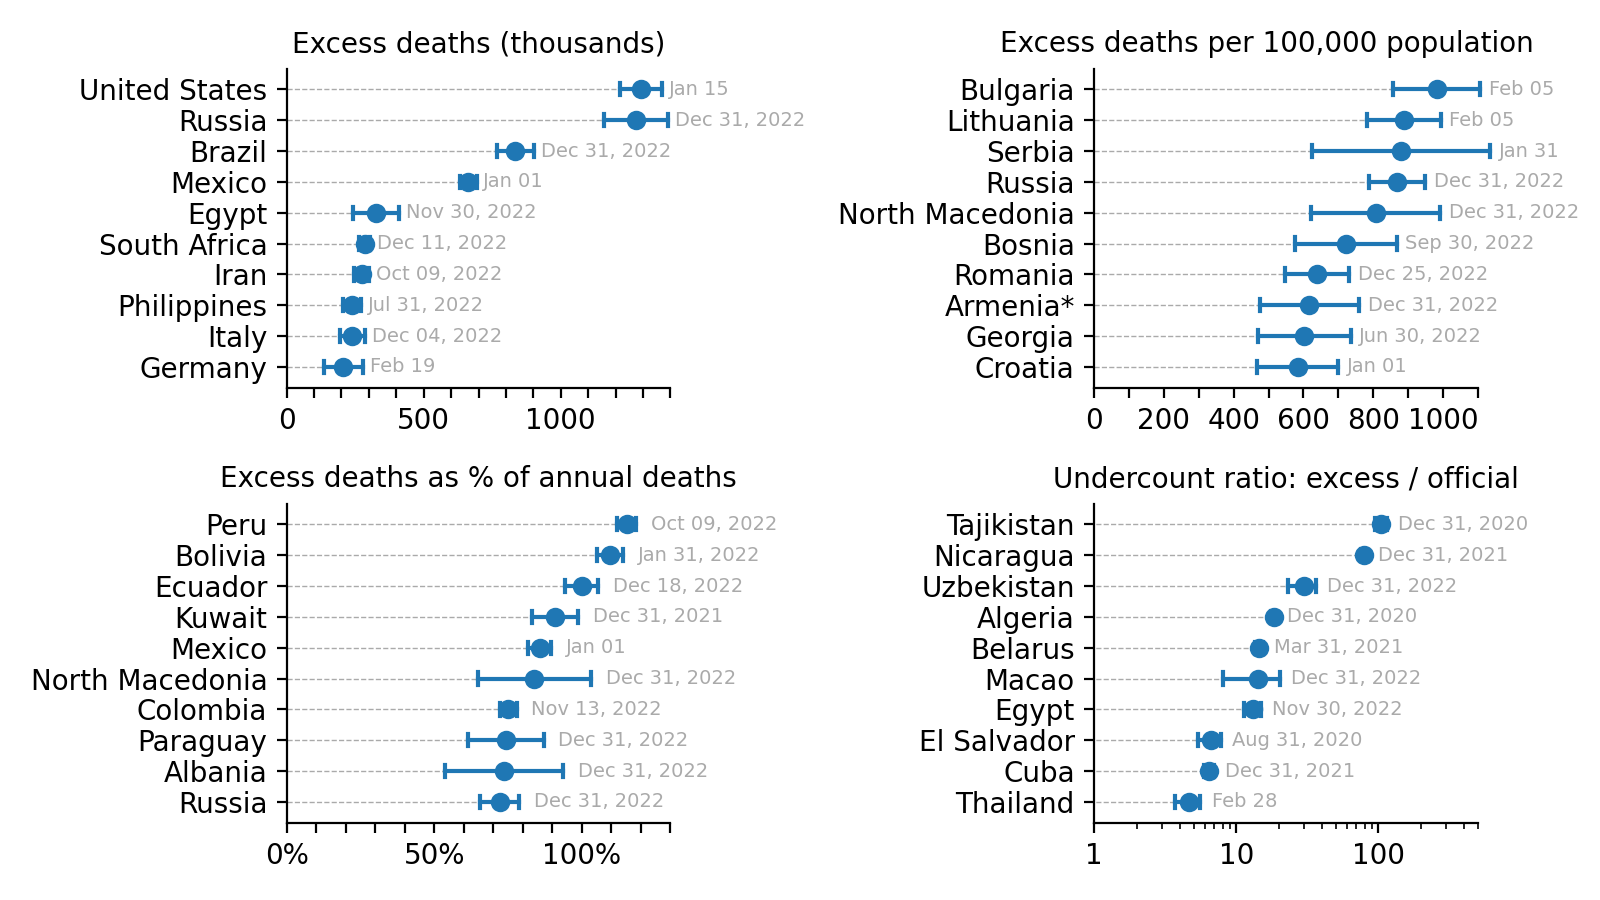 Excess deaths (thousands)
United States Jan 15
Russia Dec 31, 2022
Brazil Dec 31, 2022
Mexico Jan 01
Egypt Nov 30, 2022
South Africa Dec 11, 2022
Iran Oct 09, 2022
Philippines Jul 31, 2022
Italy Dec 04, 2022
Germany Feb 19
0 500 1000
Excess deaths per 100,000 population
Bulgaria Feb 05
Lithuania Feb 05
Serbia Jan 31
Russia Dec 31, 2022
North Macedonia Dec 31, 2022
Bosnia Sep 30, 2022
Romania Dec 25, 2022
Armenia* Dec 31, 2022
Georgia Jun 30, 2022
Croatia Jan 01
0 200 400 600 800 1000
Excess deaths as % of annual deaths
Peru Oct 09, 2022
Bolivia Jan 31, 2022
Ecuador Dec 18, 2022
Kuwait Dec 31, 2021
Mexico Jan 01
North Macedonia Dec 31, 2022
Colombia Nov 13, 2022
Paraguay Dec 31, 2022
Albania Dec 31, 2022
Russia Dec 31, 2022
0% 50% 100%
Undercount ratio: excess / official
Tajikistan Dec 31, 2020
Nicaragua Dec 31, 2021
Uzbekistan Dec 31, 2022
Algeria Dec 31, 2020
Belarus Mar 31, 2021
Macao Dec 31, 2022
Egypt Nov 30, 2022
El Salvador Aug 31, 2020
Cuba Dec 31, 2021
Thailand Feb 28
1 10 100